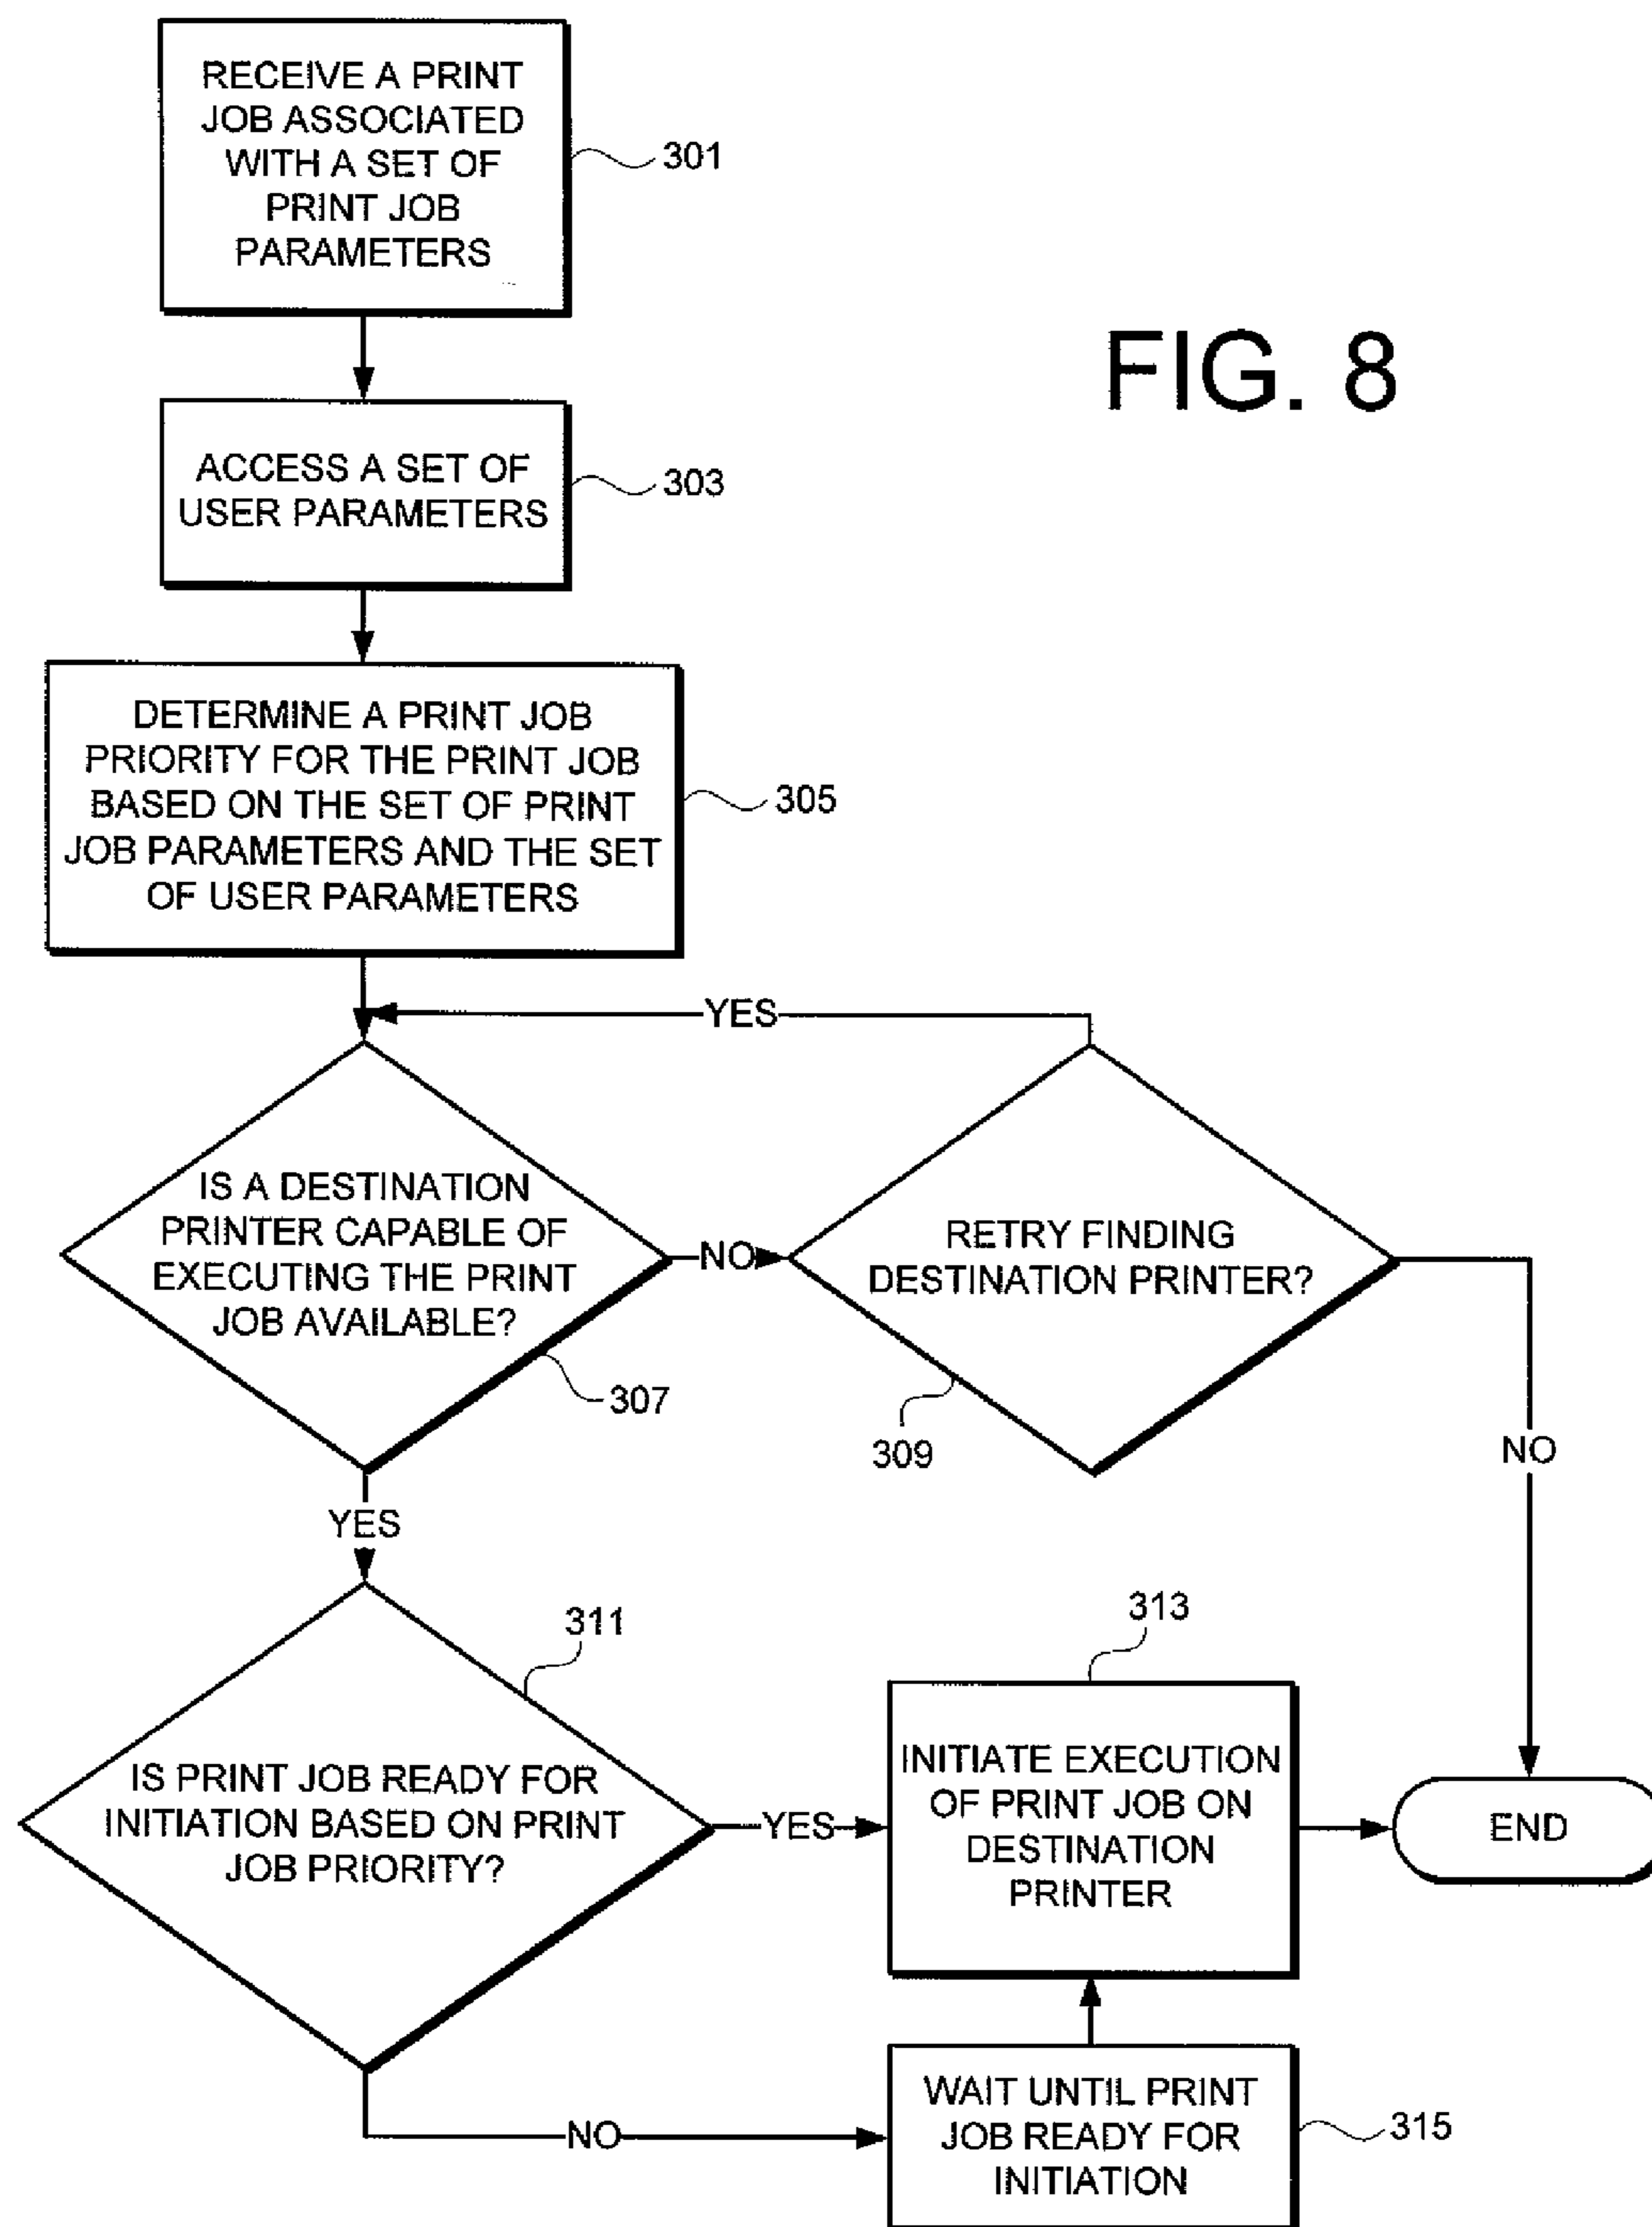 RECEIVE A PRINT
JOB ASSOCIATED
WITH A SET OF
PRINT JOB
PARAMETERS
301
FIG. 8
ACCESS A SET OF
USER PARAMETERS
303
DETERMINE A PRINT JOB
PRIORITY FOR THE PRINT JOB
BASED ON THE SET OF PRINT
JOB PARAMETERS AND THE SET
OF USER PARAMETERS
305
YES
IS A DESTINATION
PRINTER CAPABLE OF
EXECUTING THE PRINT
JOB AVAILABLE?
307
NO
RETRY FINDING
DESTINATION PRINTER?
309
NO
YES
311
IS PRINT JOB READY FOR
INITIATION BASED ON PRINT
JOB PRIORITY?
YES
313
INITIATE EXECUTION
OF PRINT JOB ON
DESTINATION
PRINTER
END
NO
WAIT UNTIL PRINT
JOB READY FOR
INITIATION
315